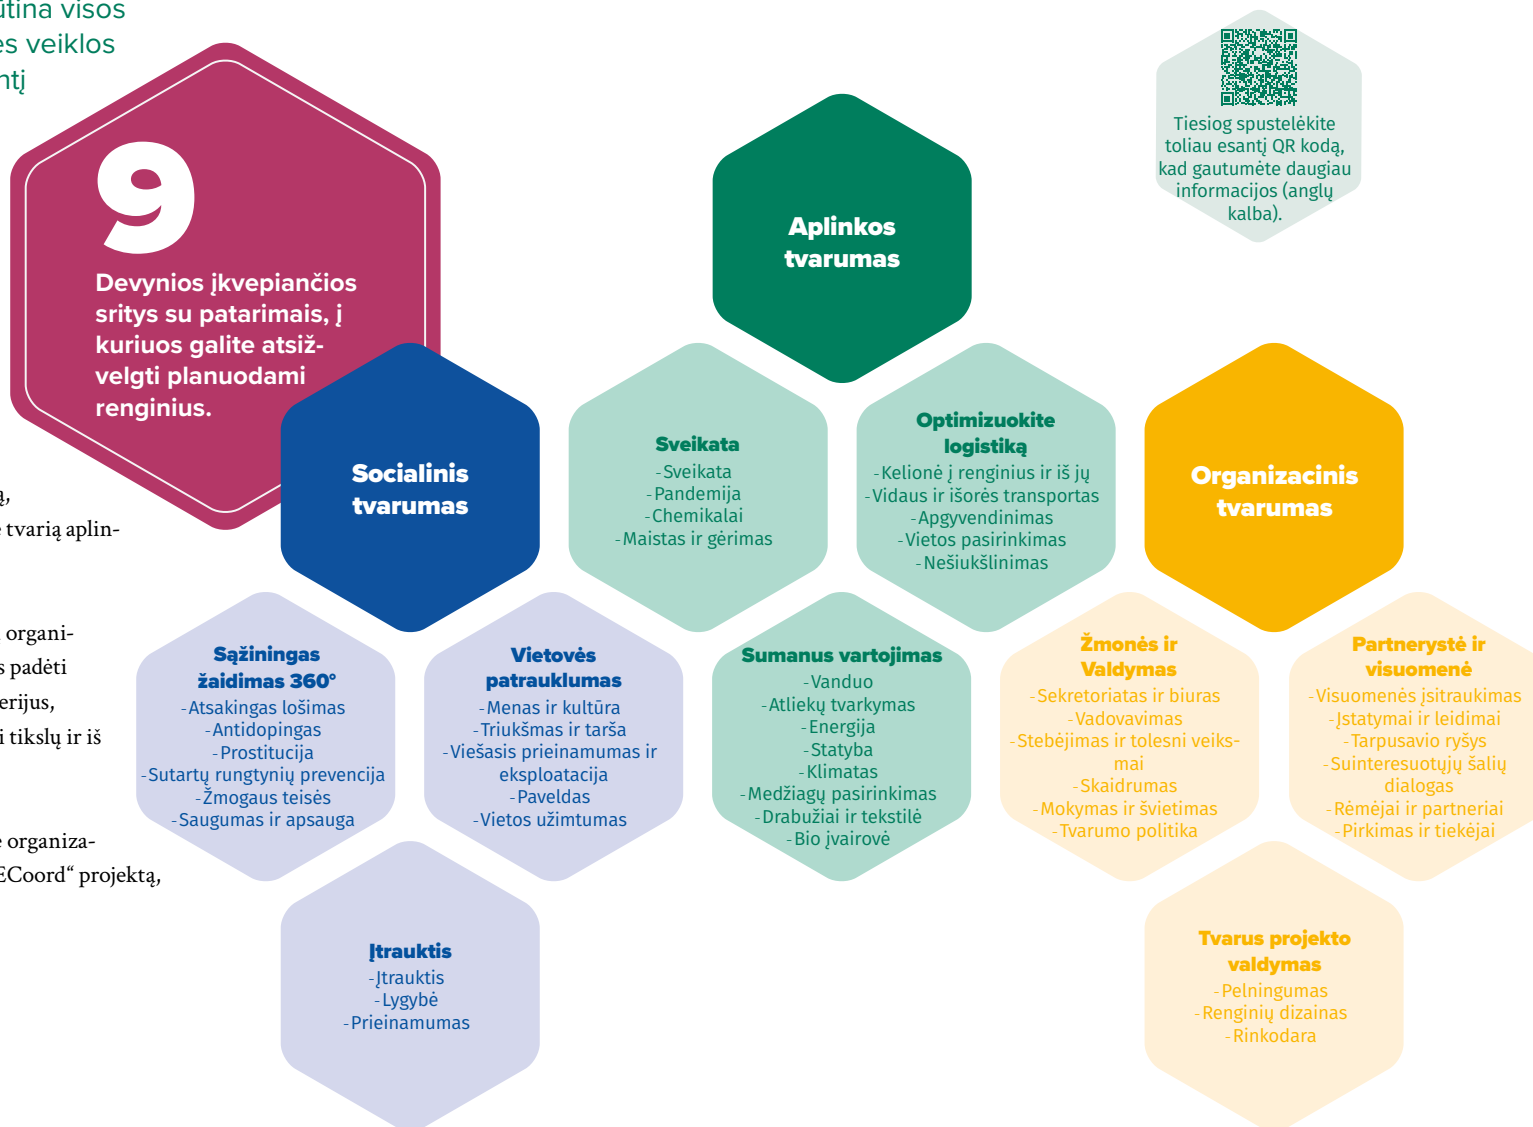 ūtina visos
es veiklos
ntį
9
Devynios įkvepiančios
sritys su patarimais, į
kuriuos galite atsiž-
velgti planuodami
renginius.
Tiesiog spustelėkite
toliau esantį QR kodą,
kad gautumėte daugiau
informacijos (anglų
kalba).
Aplinkos
tvarumas
Socialinis
tvarumas
Sveikata
-Sveikata
-Pandemija
-Chemikalai
-Maistas ir gėrimas
Optimizuokite
logistiką
-Kelionė į renginius ir iš jų
-Vidaus ir išorės transportas
-Apgyvendinimas
-Vietos pasirinkimas
-Nešiukšlinimas
Organizacinis
tvarumas
ą,
e tvarią aplin-
organi-
s padėti
erijus,
i tikslų ir iš
e organiza-
ECoord“ projektą,
Sąžiningas
žaidimas 360°
-Atsakingas lošimas
-Antidopingas
-Prostitucija
-Sutartų rungtynių prevencija
-Žmogaus teisės
-Saugumas ir apsauga
Vietovės
patrauklumas
-Menas ir kultūra
-Triukšmas ir tarša
-Viešasis prieinamumas ir
eksploatacija
-Paveldas
-Vietos užimtumas
Sumanus vartojimas
-Vanduo
-Atliekų tvarkymas
-Energija
-Statyba
-Klimatas
-Medžiagų pasirinkimas
-Drabužiai ir tekstilė
-Bio įvairovė
Žmonės ir
Valdymas
-Sekretoriatas ir biuras
-Vadovavimas
-Stebėjimas ir tolesni veiks-
mai
-Skaidrumas
-Mokymas ir švietimas
-Tvarumo politika
Partnerystė ir
visuomenė
-Visuomenės įsitraukimas
-Įstatymai ir leidimai
-Tarpusavio ryšys
-Suinteresuotųjų šalių
dialogas
-Rėmėjai ir partneriai
-Pirkimas ir tiekėjai
Įtrauktis
-Įtrauktis
-Lygybė
-Prieinamumas
Tvarus projekto
valdymas
-Pelningumas
-Renginių dizainas
-Rinkodara